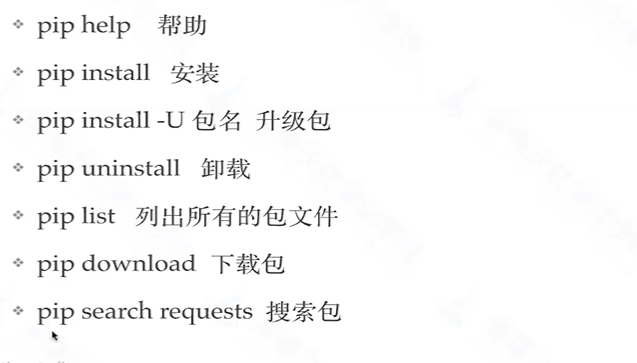 pip help 帮助
pip install 安装
pip install -U 包名 升级包
pip uninstall 卸载
pip list 列出所有的包文件
pip download 下载包
pip search requests 搜索包